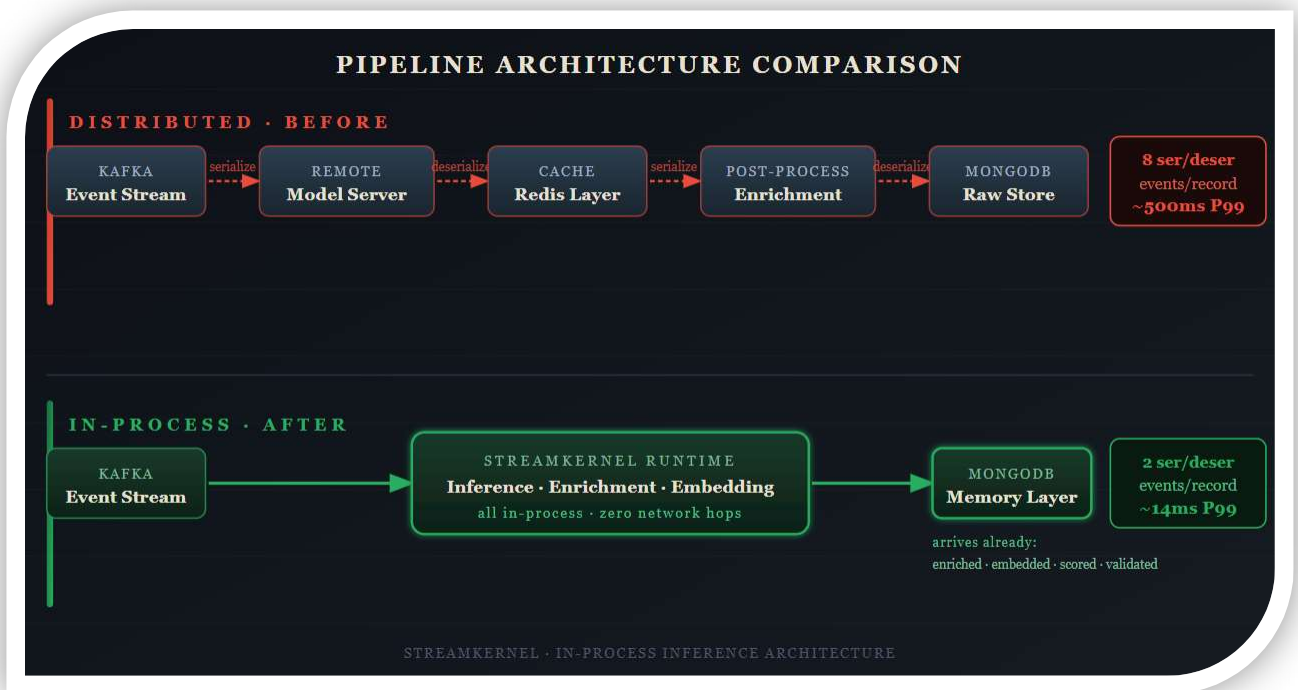 PIPELINE ARCHITECTURE COMPARISON
DISTRIBUTED · BEFORE
KAFKA
Event Stream
serialize
REMOTE
Model Server
deserialize
CACHE
Redis Layer
serialize
POST-PROCESS
Enrichment
deserialize
MONGODB
Raw Store
8 ser/deser
events/record
~500ms P99
IN-PROCESS · AFTER
KAFKA
Event Stream
STREAMKERNEL RUNTIME
Inference · Enrichment · Embedding
all in-process · zero network hops
MONGODB
Memory Layer
2 ser/deser
events/record
~14ms P99
arrives already:
enriched · embedded · scored · validated
STREAMKERNEL · IN-PROCESS INFERENCE ARCHITECTURE